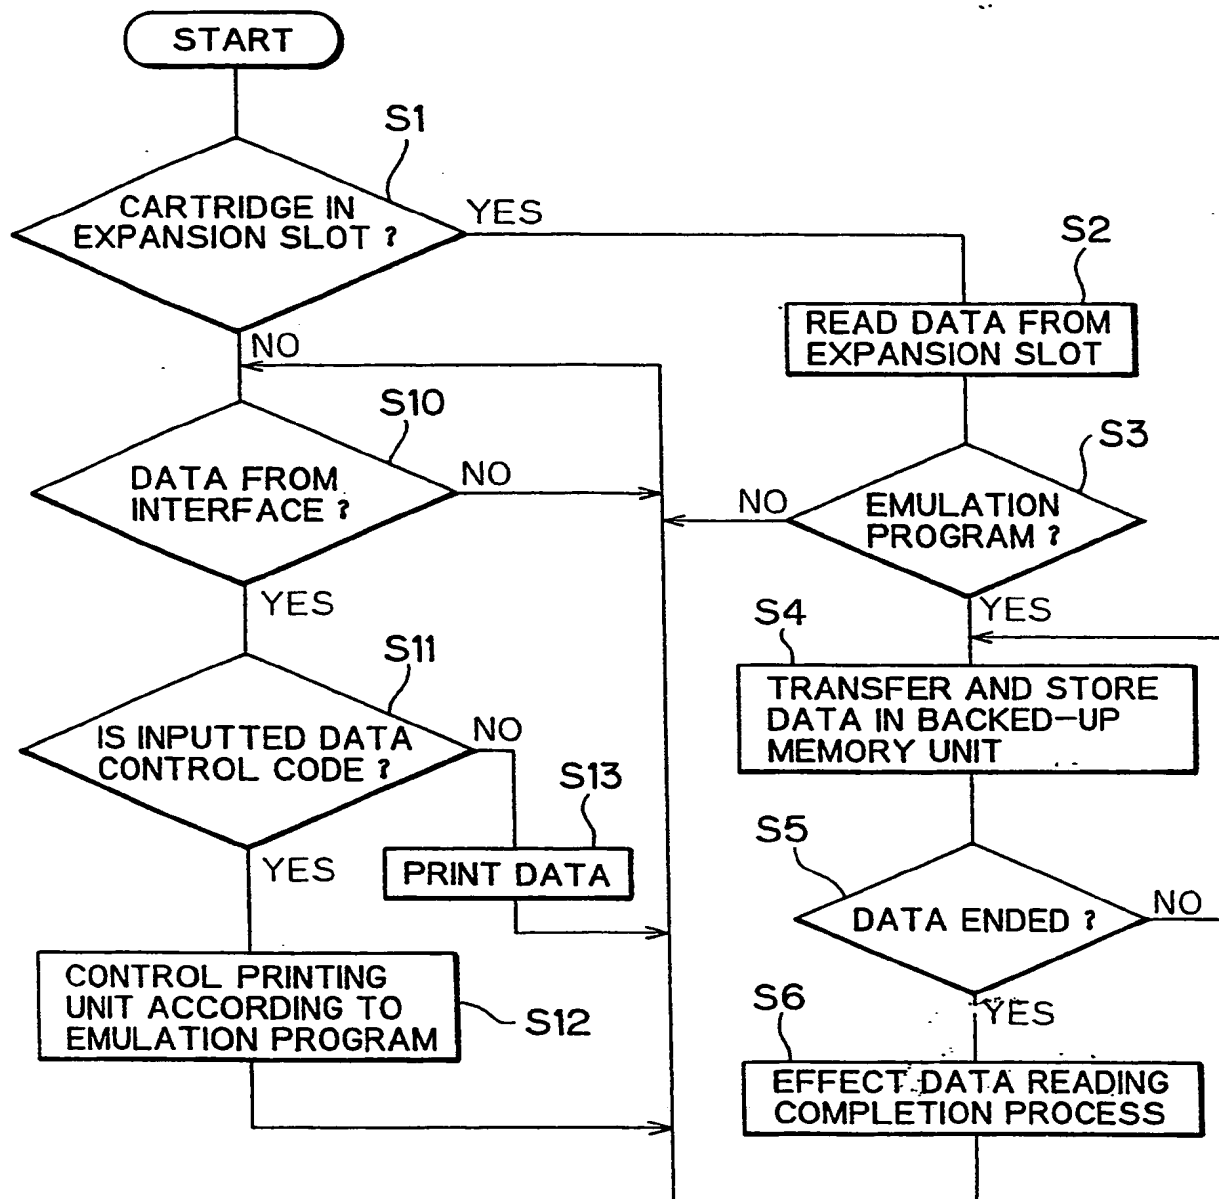 START
S1
CARTRIDGE IN
EXPANSION SLOT ?
YES
NO
S2
READ DATA FROM
EXPANSION SLOT
S10
DATA FROM
INTERFACE ?
NO
YES
S3
EMULATION
PROGRAM ?
NO
YES
S4
TRANSFER AND STORE
DATA IN BACKED-UP
MEMORY UNIT
S11
IS INPUTTED DATA
CONTROL CODE ?
NO
YES
S13
PRINT DATA
S5
DATA ENDED ?
NO
YES
CONTROL PRINTING
UNIT ACCORDING TO
EMULATION PROGRAM
S12
S6
EFFECT DATA READING
COMPLETION PROCESS